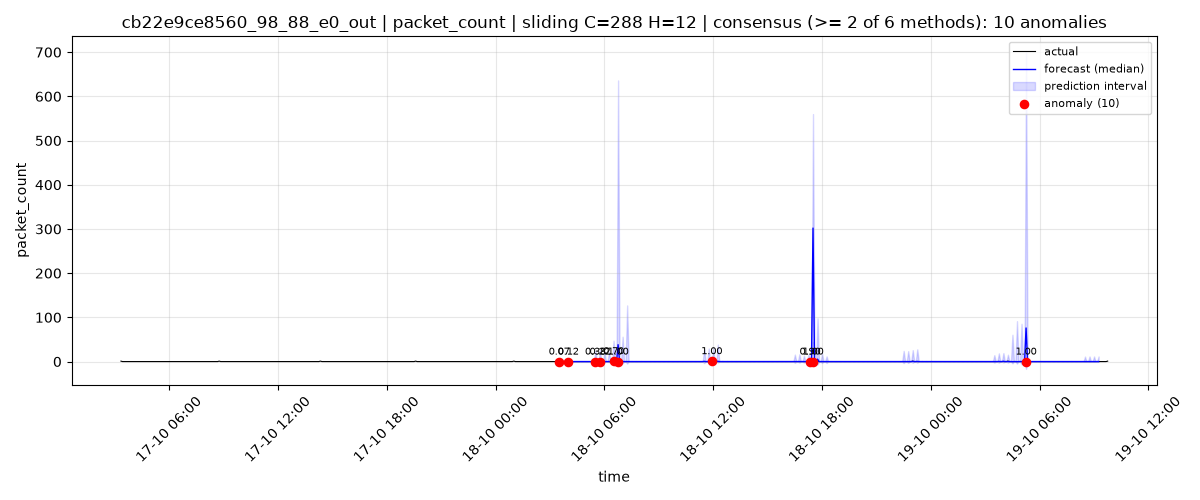 cb22e9ce8560_98_88_e0_out | packet_count | sliding C=288 H=12 | consensus (>= 2 of 6 methods): 10 anomalies
actual
forecast (median)
prediction interval
anomaly (10)
packet_count
700
600
500
400
300
200
100
0
1.00
1.00
17-10 06:00
17-10 12:00
17-10 18:00
18-10 00:00
18-10 06:00
18-10 12:00
18-10 18:00
19-10 00:00
19-10 06:00
19-10 12:00
time